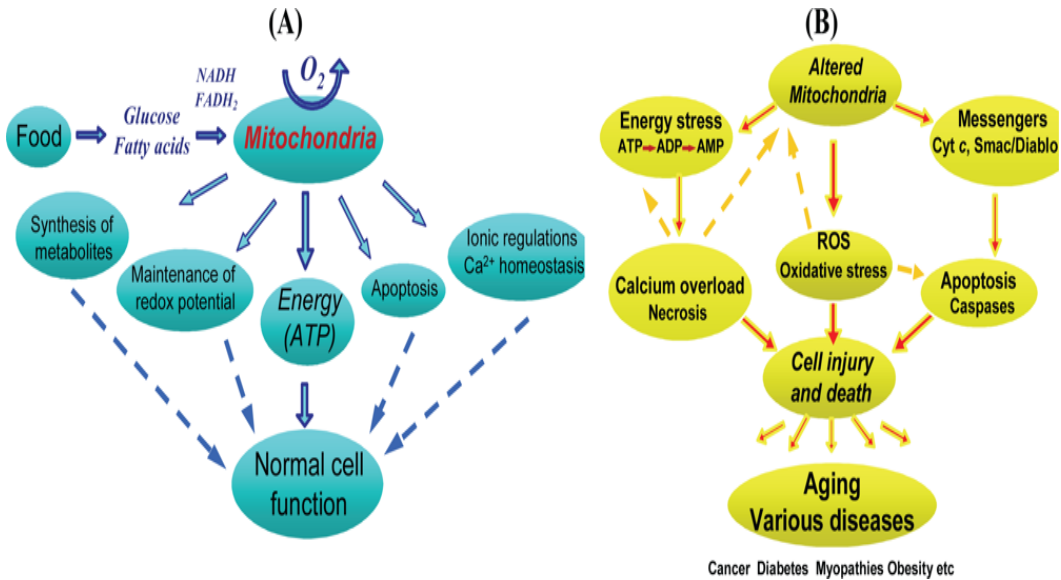 (A)
O2
NADH
FADH2
Food
Glucose
Fatty acids
Mitochondria
Synthesis of
metabolites
Maintenance of
redox potential
Energy
(ATP)
Apoptosis
Ionic regulations
Ca2+ homeostasis
Normal cell
function
(B)
Altered
Mitochondria
Energy stress
ATP→ADP→AMP
Messengers
Cyt c, Smac/Diablo
Calcium overload
Necrosis
ROS
Oxidative stress
Apoptosis
Caspases
Cell injury
and death
Aging
Various diseases
Cancer Diabetes Myopathies Obesity etc